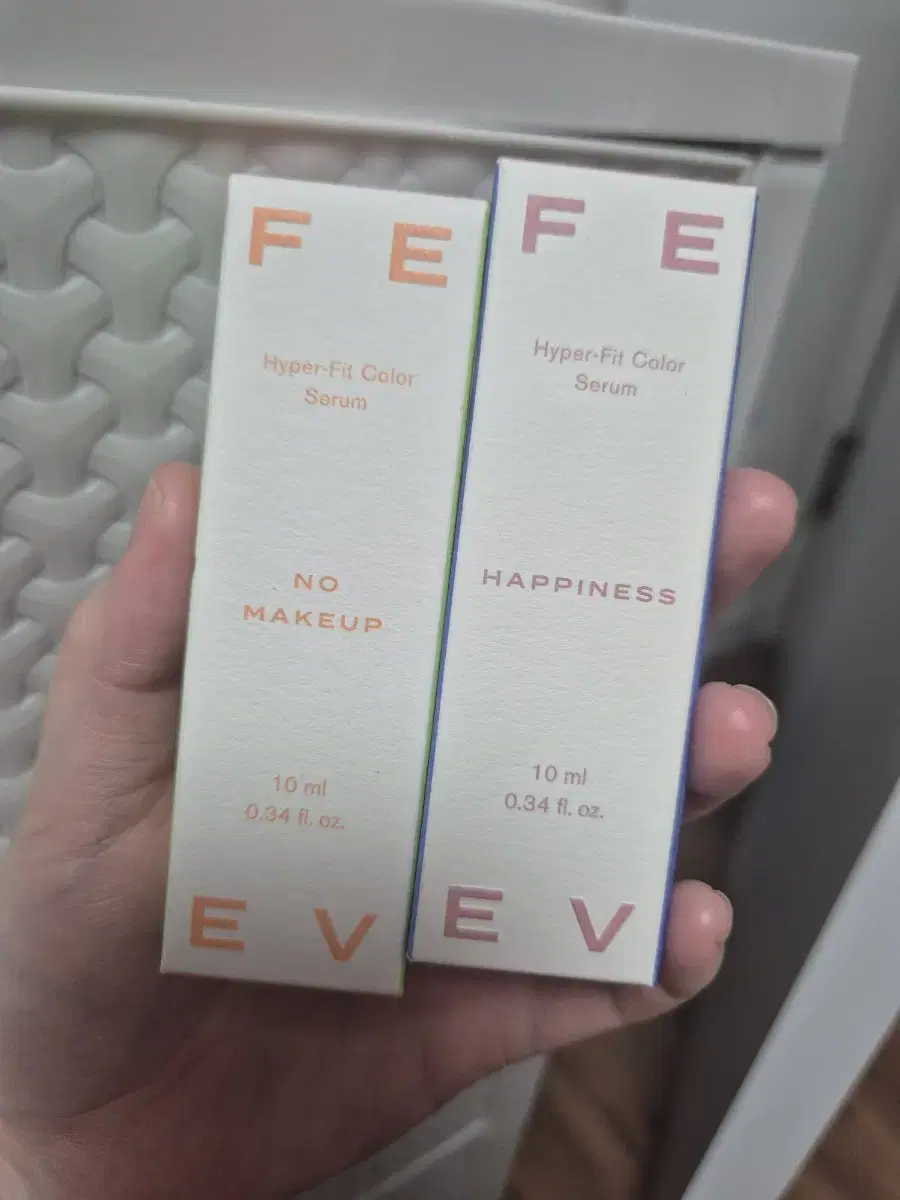 F E
Hyper-Fit Color
Serum
NO
MAKEUP
10 ml
0.34 fl. oz.
E V
F E
Hyper-Fit Color
Serum
HAPPINESS
10 ml
0.34 fl. oz.
E V